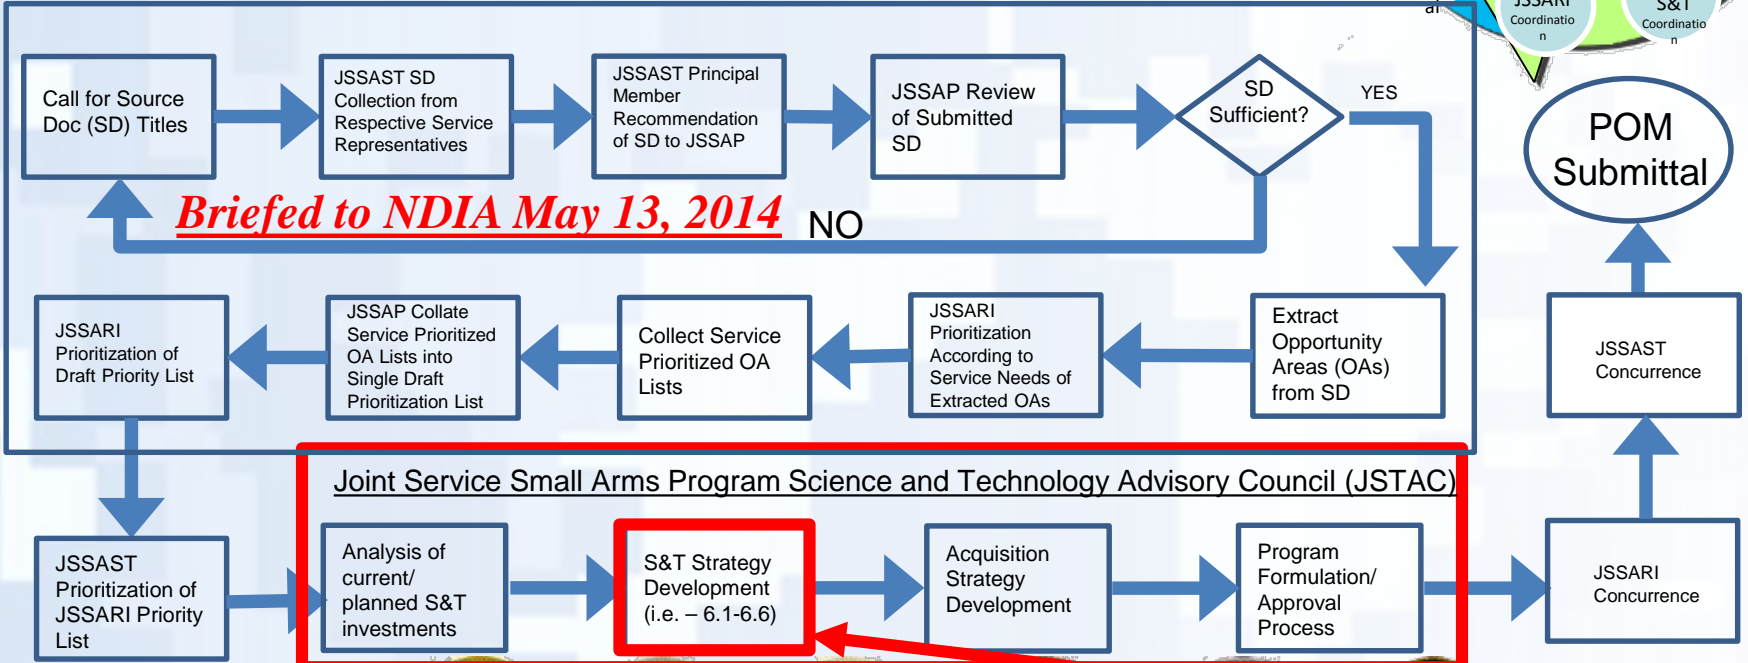 al
JSSARI
Coordinatio
n
S&T
Coordinatio
n
Call for Source
Doc (SD) Titles
JSSAST SD
Collection from
Respective Service
Representatives
JSSAST Principal
Member
Recommendation
of SD to JSSAP
JSSAP Review
of Submitted
SD
SD
Sufficient?
YES
POM
Submittal
Briefed to NDIA May 13, 2014
NO
JSSARI
Prioritization of
Draft Priority List
JSSAP Collate
Service Prioritized
OA Lists into
Single Draft
Prioritization List
Collect Service
Prioritized OA
Lists
JSSARI
Prioritization
According to
Service Needs of
Extracted OAs
Extract
Opportunity
Areas (OAs)
from SD
JSSAST
Concurrence
Joint Service Small Arms Program Science and Technology Advisory Council (JSTAC)
JSSAST
Prioritization of
JSSARI Priority
List
Analysis of
current/
planned S&T
investments
S&T Strategy
Development
(i.e. – 6.1-6.6)
Acquisition
Strategy
Development
Program
Formulation/
Approval
Process
JSSARI
Concurrence